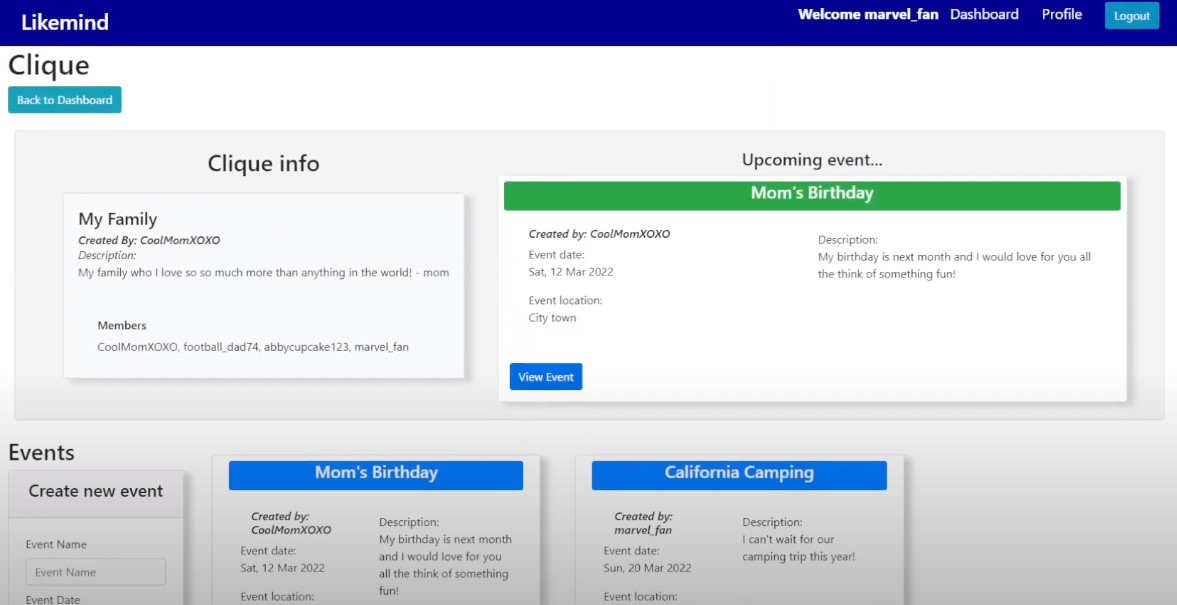 Likemind
Welcome marvel_fan Dashboard Profile Logout
Clique
Back to Dashboard
Clique info
My Family
Created By: CoolMomXOXO
Description:
My family who I love so so much more than anything in the world! - mom
Members
CoolMomXOXO, football_dad74, abbycupcake123, marvel_fan
Upcoming event...
Mom's Birthday
Created by: CoolMomXOXO
Event date:
Sat, 12 Mar 2022
Event location:
City town
Description:
My birthday is next month and I would love for you all
the think of something fun!
View Event
Events
Create new event
Event Name
Event Name
Event Date
Mom's Birthday
Created by:
CoolMomXOXO
Event date:
Sat, 12 Mar 2022
Event location:
Description:
My birthday is next month
and I would love for you
all the think of something
fun!
California Camping
Created by:
marvel_fan
Event date:
Sun, 20 Mar 2022
Event location:
Description:
I can't wait for our
camping trip this year!